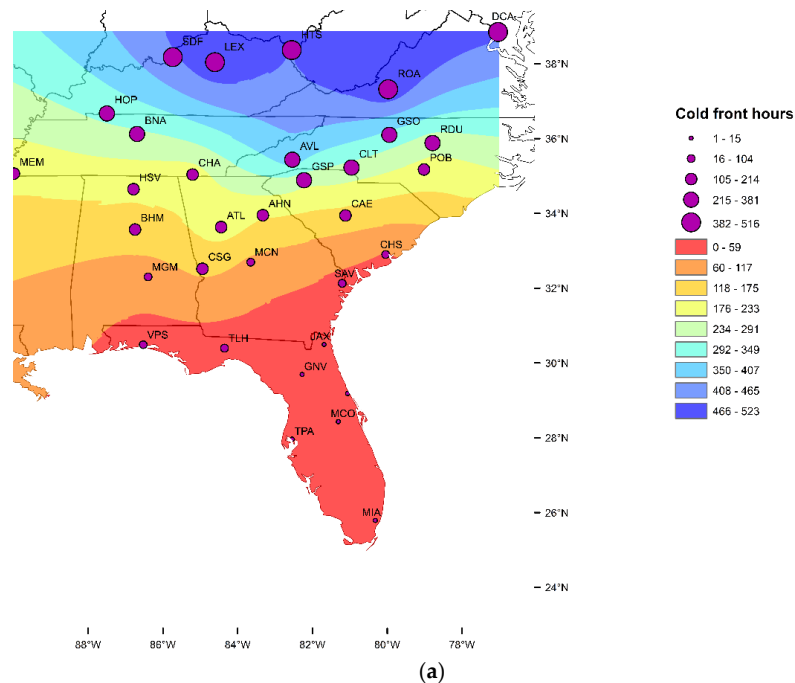 DCA
SDF
LEX
HTS
38°N
ROA
HOP
BNA
GSO
RDU
36°N
AVL
MEM
CHA
GSP
CLT
POB
HSV
34°N
BHM
ATL
AHN
CAE
MGM
CSG
MCN
CHS
SAV
32°N
VPS
TLH
JAX
30°N
GNV
MCO
TPA
28°N
MIA
26°N
24°N
88°W 86°W 84°W 82°W 80°W 78°W
Cold front hours
1 - 15
16 - 104
105 - 214
215 - 381
382 - 516
0 - 59
60 - 117
118 - 175
176 - 233
234 - 291
292 - 349
350 - 407
408 - 465
466 - 523
(a)